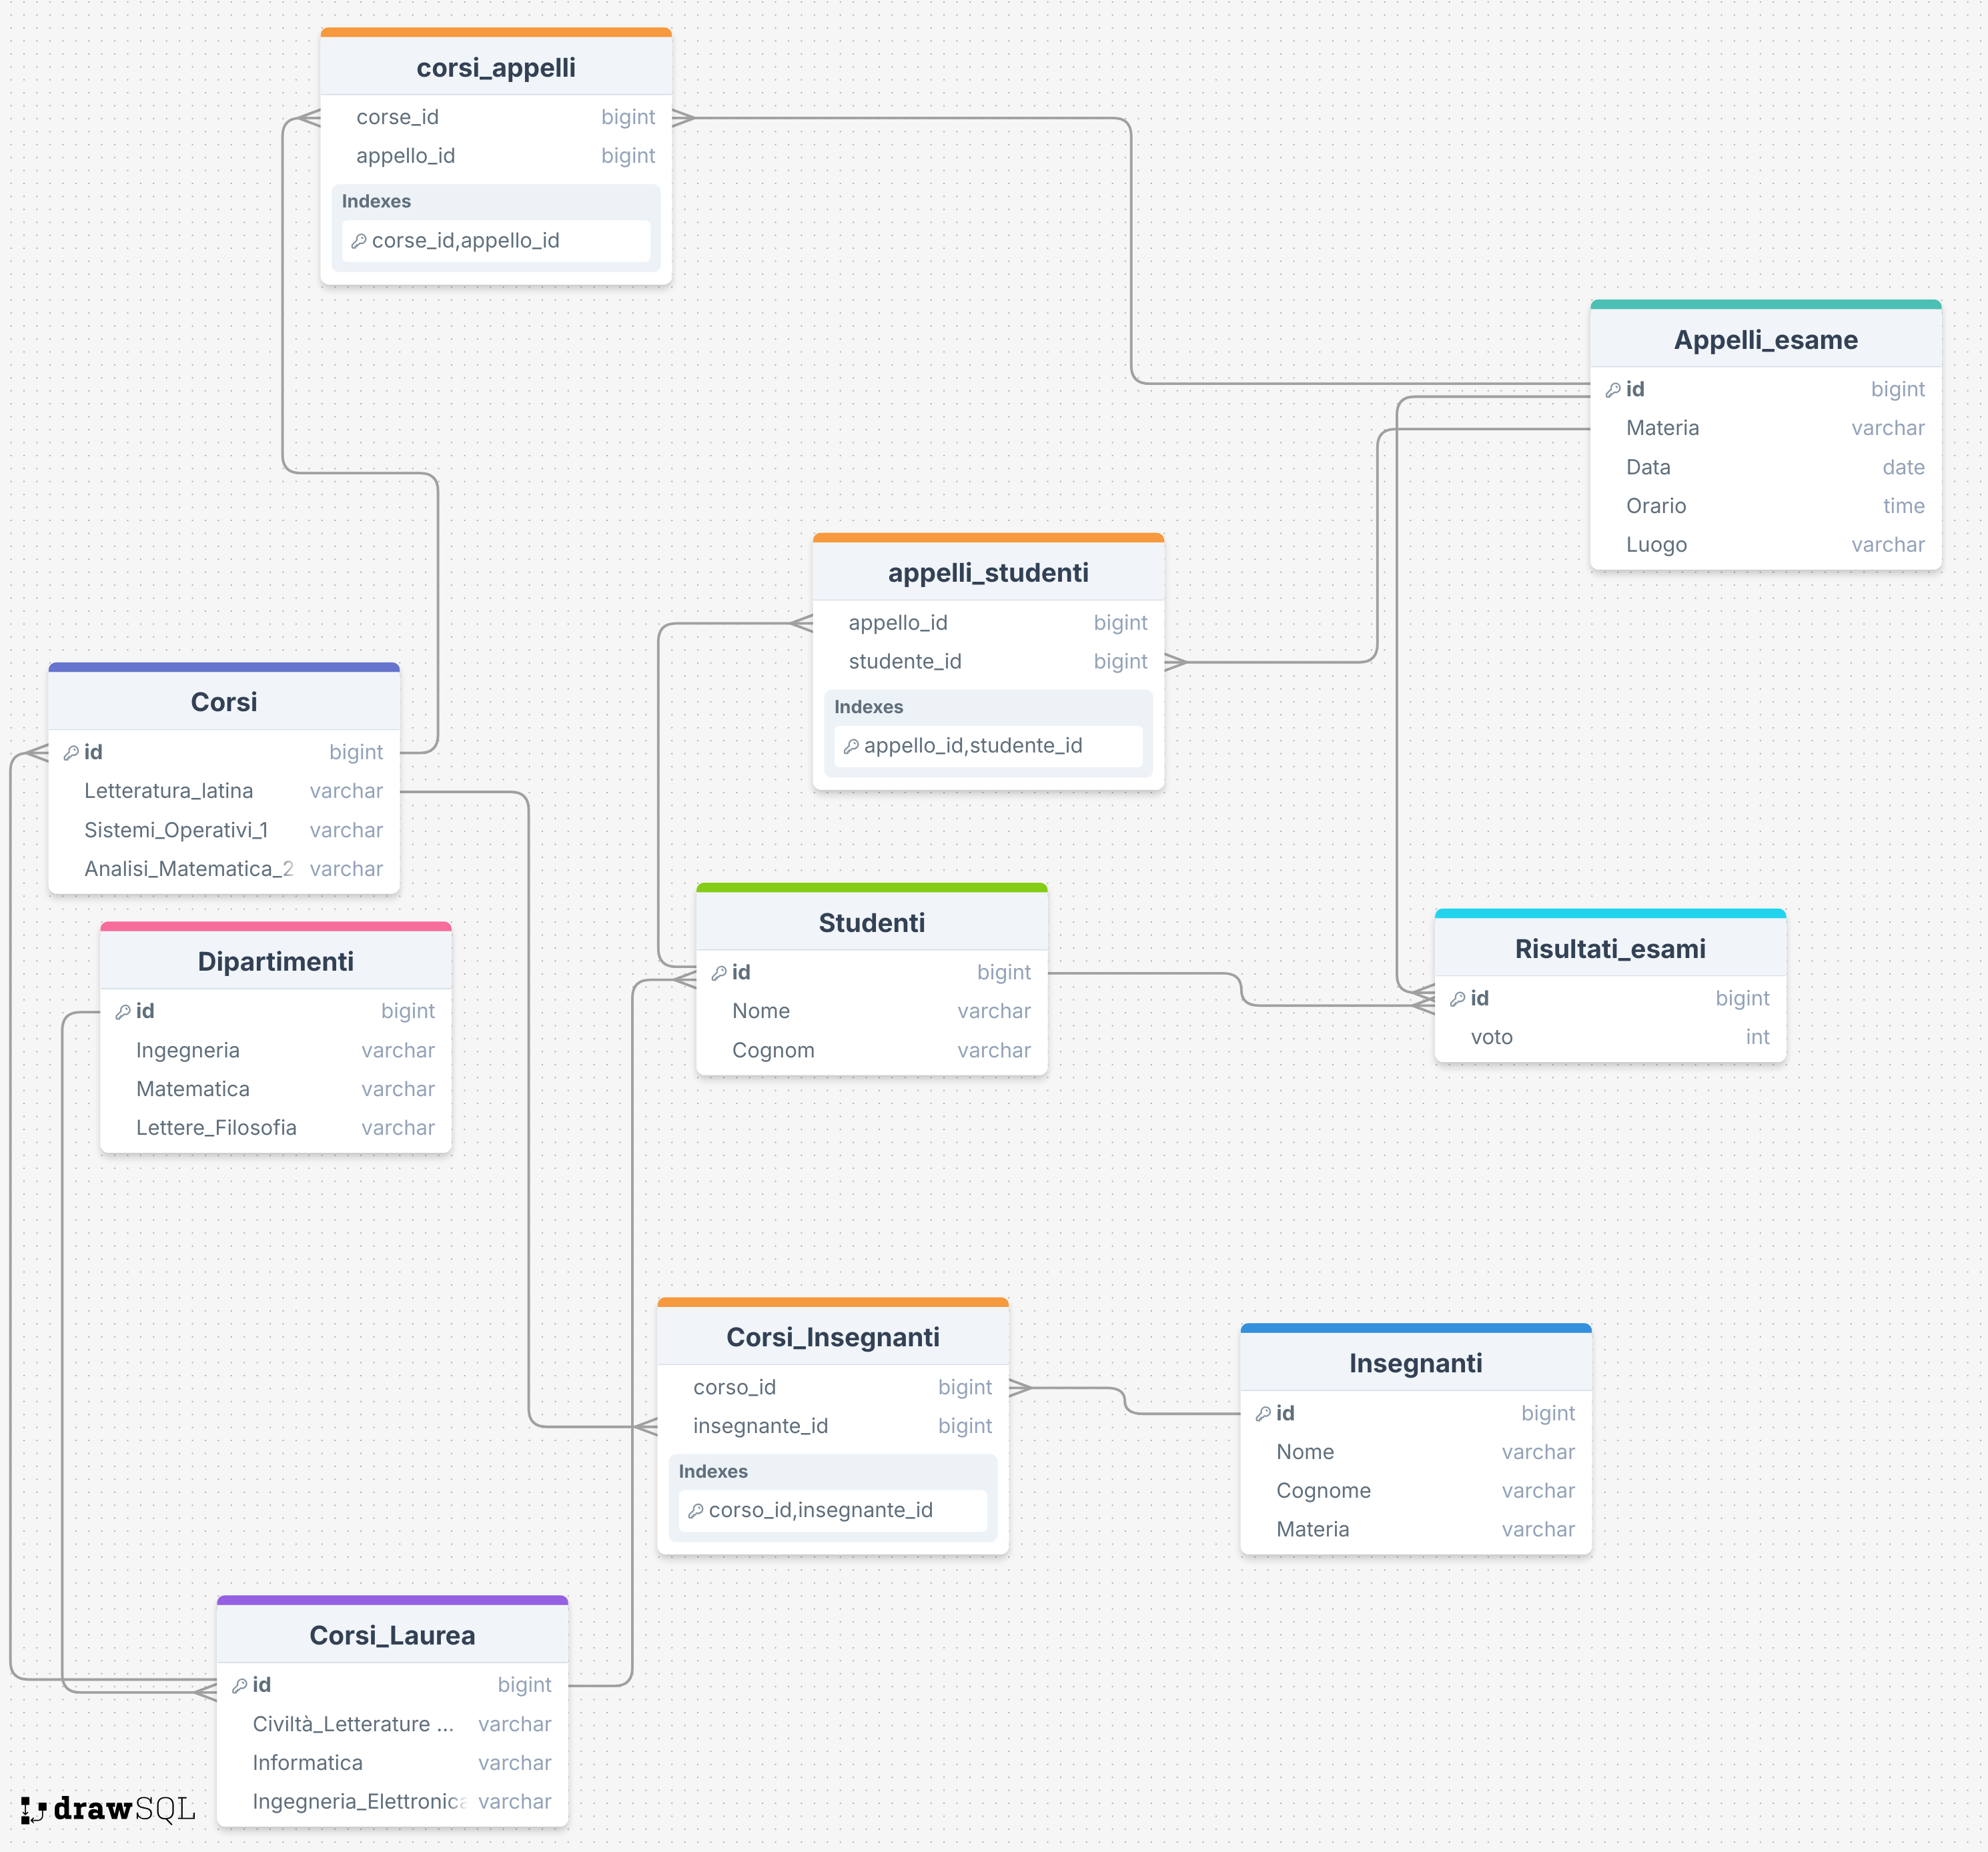 corsi_appelli
corse_id bigint
appello_id bigint
Indexes
corse_id,appello_id
Appelli_esame
id bigint
Materia varchar
Data date
Orario time
Luogo varchar
appelli_studenti
appello_id bigint
studente_id bigint
Indexes
appello_id,studente_id
Corsi
id bigint
Letteratura_latina varchar
Sistemi_Operativi_1 varchar
Analisi_Matematica_2 varchar
Studenti
id bigint
Nome varchar
Cognom varchar
Risultati_esami
id bigint
voto int
Dipartimenti
id bigint
Ingegneria varchar
Matematica varchar
Lettere_Filosofia varchar
Corsi_Insegnanti
corso_id bigint
insegnante_id bigint
Indexes
corso_id,insegnante_id
Insegnanti
id bigint
Nome varchar
Cognome varchar
Materia varchar
Corsi_Laurea
id bigint
Civiltà_Letterature ... varchar
Informatica varchar
Ingegneria_Elettronica varchar
drawSQL